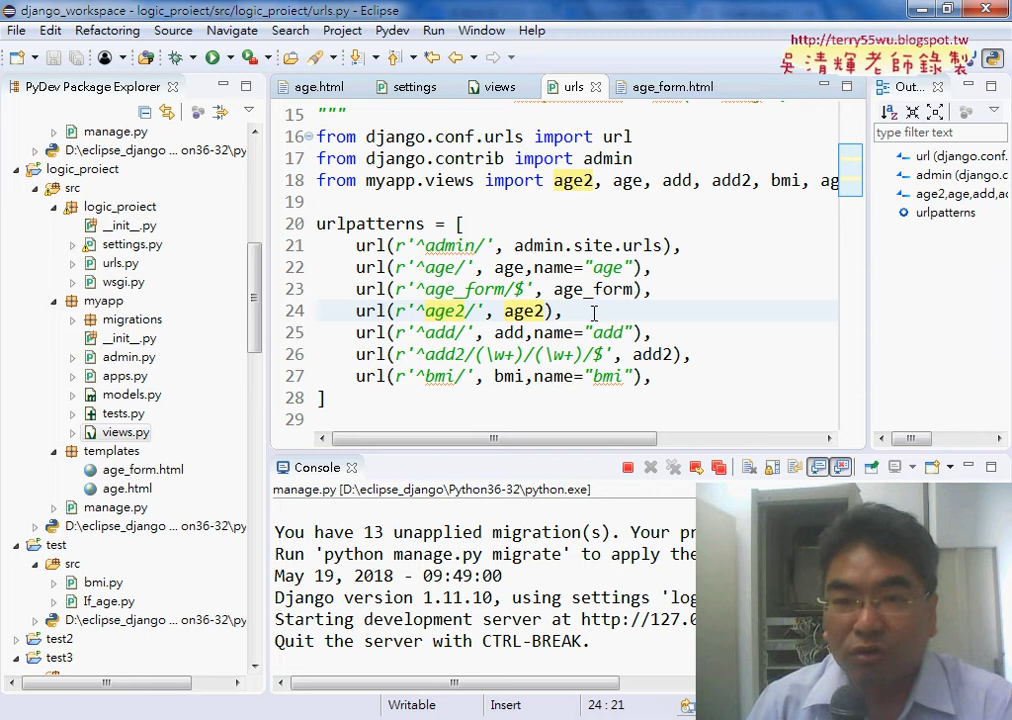 django_workspace - logic_proiect/src/logic_proiect/urls.py - Eclipse
File Edit Refactoring Source Navigate Search Project Pydev Run Window Help
http://terry55wu.blogspot.tw
吳清輝老師錄製
PyDev Package Explorer
age.html settings views urls age_form.html
Out...
type filter text
manage.py
D:\eclipse_django ... on36-32\py
logic_proiect
src
logic_proiect
__init__.py
settings.py
urls.py
wsgi.py
myapp
migrations
__init__.py
admin.py
apps.py
models.py
tests.py
views.py
templates
age_form.html
age.html
manage.py
D:\eclipse_django ... on36-32\py
test
src
bmi.py
If_age.py
D:\eclipse_django ... on36-32\py
test2
test3
15 """
16 from django.conf.urls import url
17 from django.contrib import admin
18 from myapp.views import age2, age, add, add2, bmi, ag
19
20 urlpatterns = [
21 url(r'^admin/', admin.site.urls),
22 url(r'^age/', age,name="age"),
23 url(r'^age_form/$', age_form),
24 url(r'^age2/', age2),
25 url(r'^add/', add,name="add"),
26 url(r'^add2/(\w+)/(\w+)/$', add2),
27 url(r'^bmi/', bmi,name="bmi"),
28 ]
29
url (django.conf.
admin (django.c
age2,age,add,ad
urlpatterns
Console
manage.py [D:\eclipse_django\Python36-32\python.exe]
You have 13 unapplied migration(s). Your pr
Run 'python manage.py migrate' to apply the
May 19, 2018 - 09:49:00
Django version 1.11.10, using settings 'log
Starting development server at http://127.0
Quit the server with CTRL-BREAK.
Writable Insert 24 : 21